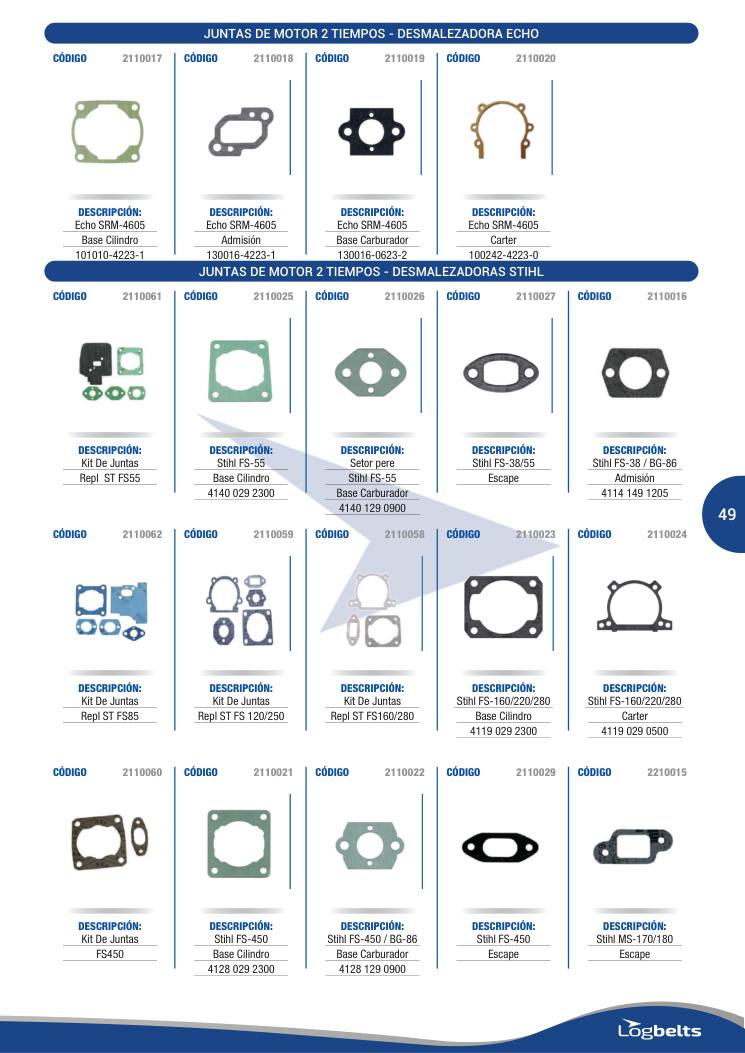 JUNTAS DE MOTOR 2 TIEMPOS - DESMALEZADORA ECHO
CÓDIGO 2110017
DESCRIPCIÓN:
Echo SRM-4605
Base Cilindro
101010-4223-1
CÓDIGO 2110018
DESCRIPCIÓN:
Echo SRM-4605
Admisión
130016-4223-1
CÓDIGO 2110019
DESCRIPCIÓN:
Echo SRM-4605
Base Carburador
130016-0623-2
CÓDIGO 2110020
DESCRIPCIÓN:
Echo SRM-4605
Carter
100242-4223-0
JUNTAS DE MOTOR 2 TIEMPOS - DESMALEZADORAS STIHL
CÓDIGO 2110061
DESCRIPCIÓN:
Kit De Juntas
Repl ST FS55
CÓDIGO 2110025
DESCRIPCIÓN:
Stihl FS-55
Base Cilindro
4140 029 2300
CÓDIGO 2110026
DESCRIPCIÓN:
Setor pere
Stihl FS-55
Base Carburador
4140 129 0900
CÓDIGO 2110027
DESCRIPCIÓN:
Stihl FS-38/55
Escape
CÓDIGO 2110016
DESCRIPCIÓN:
Stihl FS-38 / BG-86
Admisión
4114 149 1205
49
CÓDIGO 2110062
DESCRIPCIÓN:
Kit De Juntas
Repl ST FS85
CÓDIGO 2110059
DESCRIPCIÓN:
Kit De Juntas
Repl ST FS 120/250
CÓDIGO 2110058
DESCRIPCIÓN:
Kit De Juntas
Repl ST FS160/280
CÓDIGO 2110023
DESCRIPCIÓN:
Stihl FS-160/220/280
Base Cilindro
4119 029 2300
CÓDIGO 2110024
DESCRIPCIÓN:
Stihl FS-160/220/280
Carter
4119 029 0500
CÓDIGO 2110060
DESCRIPCIÓN:
Kit De Juntas
FS450
CÓDIGO 2110021
DESCRIPCIÓN:
Stihl FS-450
Base Cilindro
4128 029 2300
CÓDIGO 2110022
DESCRIPCIÓN:
Stihl FS-450 / BG-86
Base Carburador
4128 129 0900
CÓDIGO 2110029
DESCRIPCIÓN:
Stihl FS-450
Escape
CÓDIGO 2210015
DESCRIPCIÓN:
Stihl MS-170/180
Escape
Logbelts